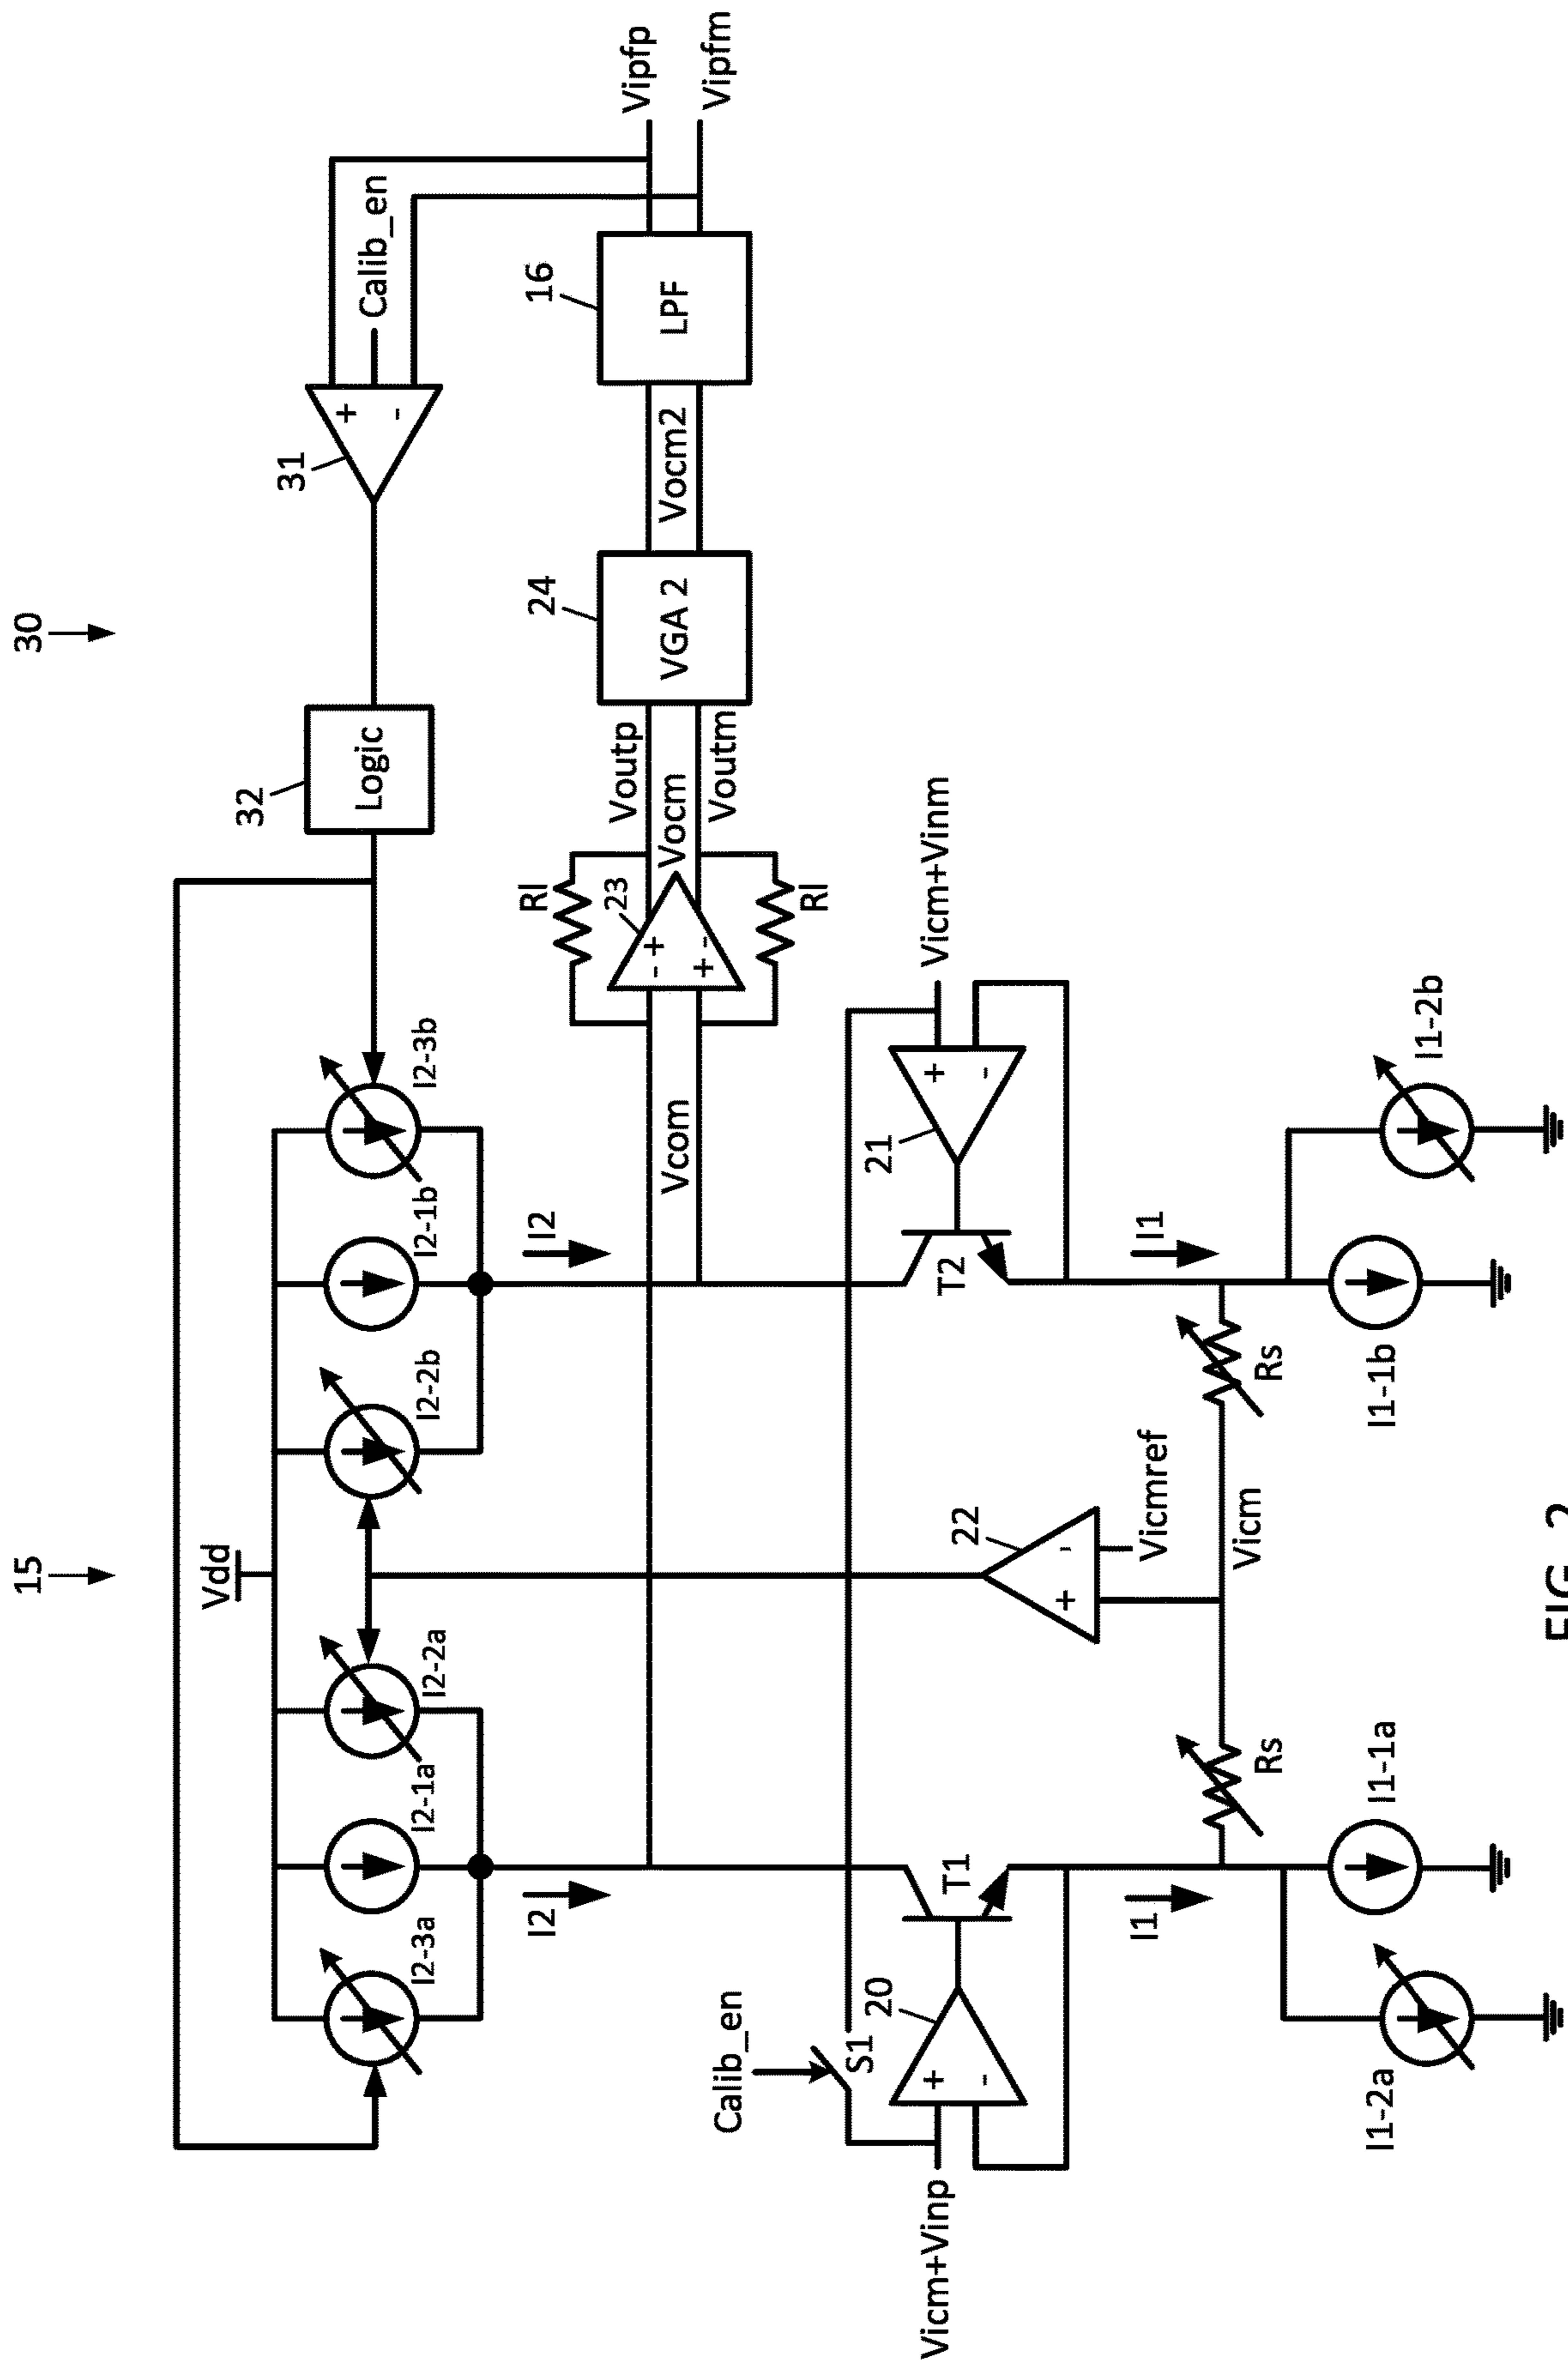 15
30
Vdd
I2-3a
I2-1a
I2-2a
I2-2b
I2-1b
I2-3b
32
Logic
31
+
-
Calib_en
I2
I2
Vcom
Rl
23
- +
+ -
Rl
Voutp
Vocm
Voutm
24
VGA 2
Vocm2
16
LPF
Vipfp
Vipfm
Calib_en
S1
Vicm+Vinp
+
-
20
T1
T2
21
+
-
Vicm+Vinm
22
+
-
Vicmref
I1
I1
Rs
Vicm
Rs
I1-2a
I1-1a
I1-1b
I1-2b
FIG. 2